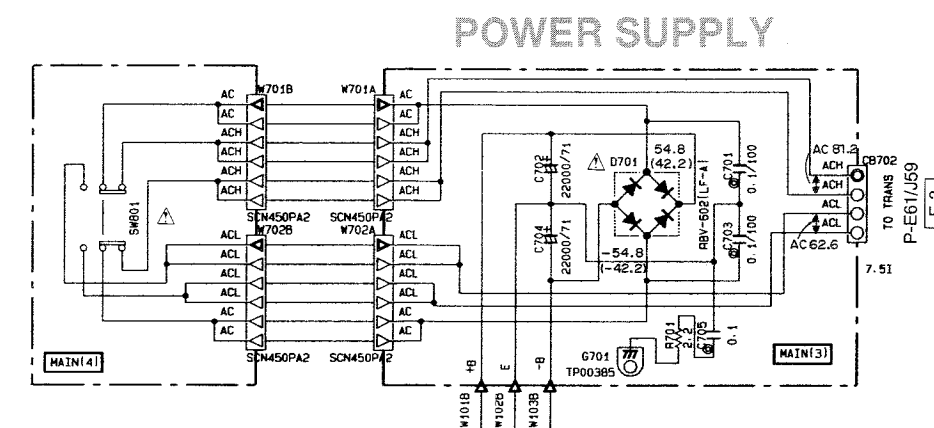 POWER SUPPLY
W701B
W701A
AC
AC
ACH
ACH
ACH
ACH
SCN450PA2
W702B
AC
AC
ACH
ACH
ACH
ACH
SCN450PA2
W702A
ACL
ACL
ACL
ACL
AC
AC
SCN450PA2
ACL
ACL
ACL
ACL
AC
AC
SCN450PA2
SW801
MAIN(4)
C702
22000/71
C704
22000/71
D701
54.8
(42.2)
-54.8
(-42.2)
RBV-602(LF-A)
C701
0.1/100
C703
0.1/100
AC 81.2
CB702
ACH
ACH
ACL
ACL
AC 62.6
TO TRANS
P-E61/J59
7.5I
R701
2.2
C705
0.1
G701
TP00385
MAIN(3)
+B
E
-B
W101B
W102B
W103B